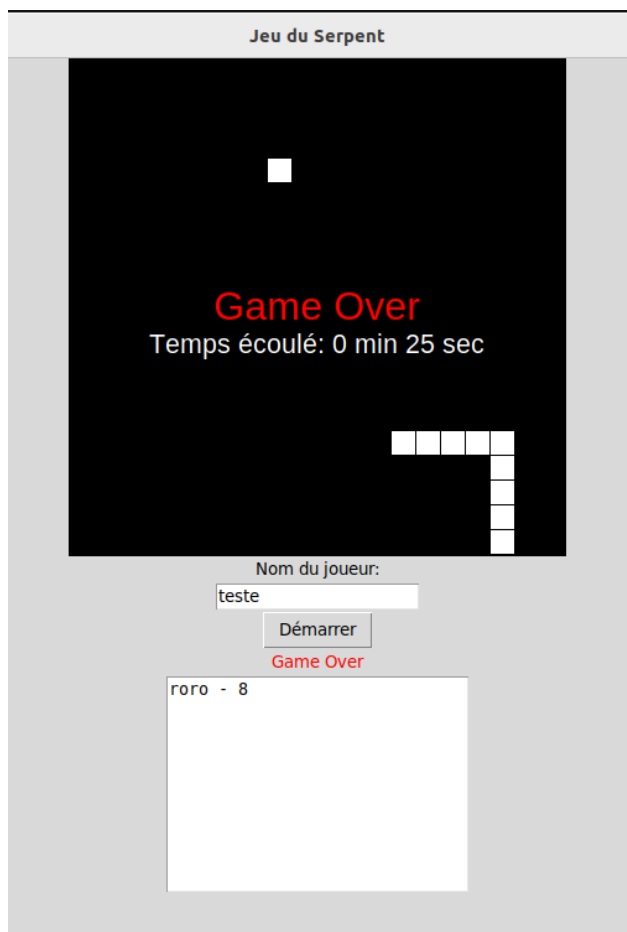 Jeu du Serpent
Game Over
Temps écoulé: 0 min 25 sec
Nom du joueur:
teste
Démarrer
Game Over
roro - 8